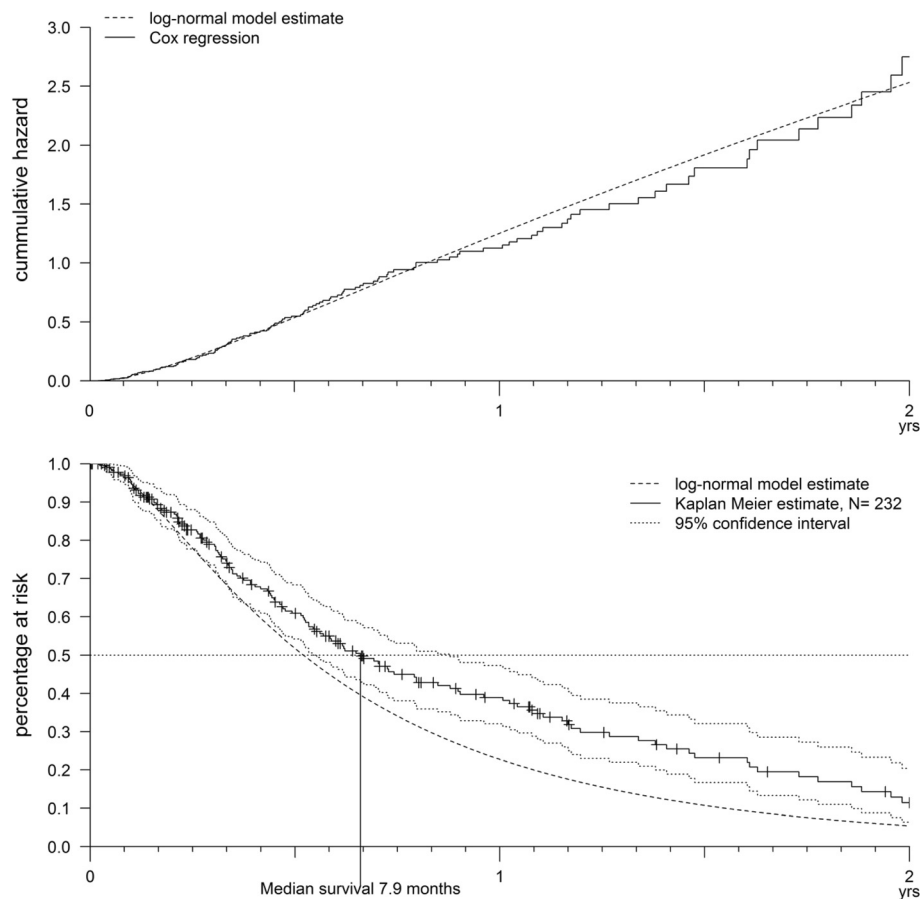 log-normal model estimate
Cox regression
3.0
2.5
2.0
1.5
1.0
0.5
0.0
cummulative hazard
0
1
2
yrs
log-normal model estimate
Kaplan Meier estimate, N= 232
95% confidence interval
1.0
0.9
0.8
0.7
0.6
0.5
0.4
0.3
0.2
0.1
0.0
percentage at risk
0
1
2
Median survival 7.9 months
yrs